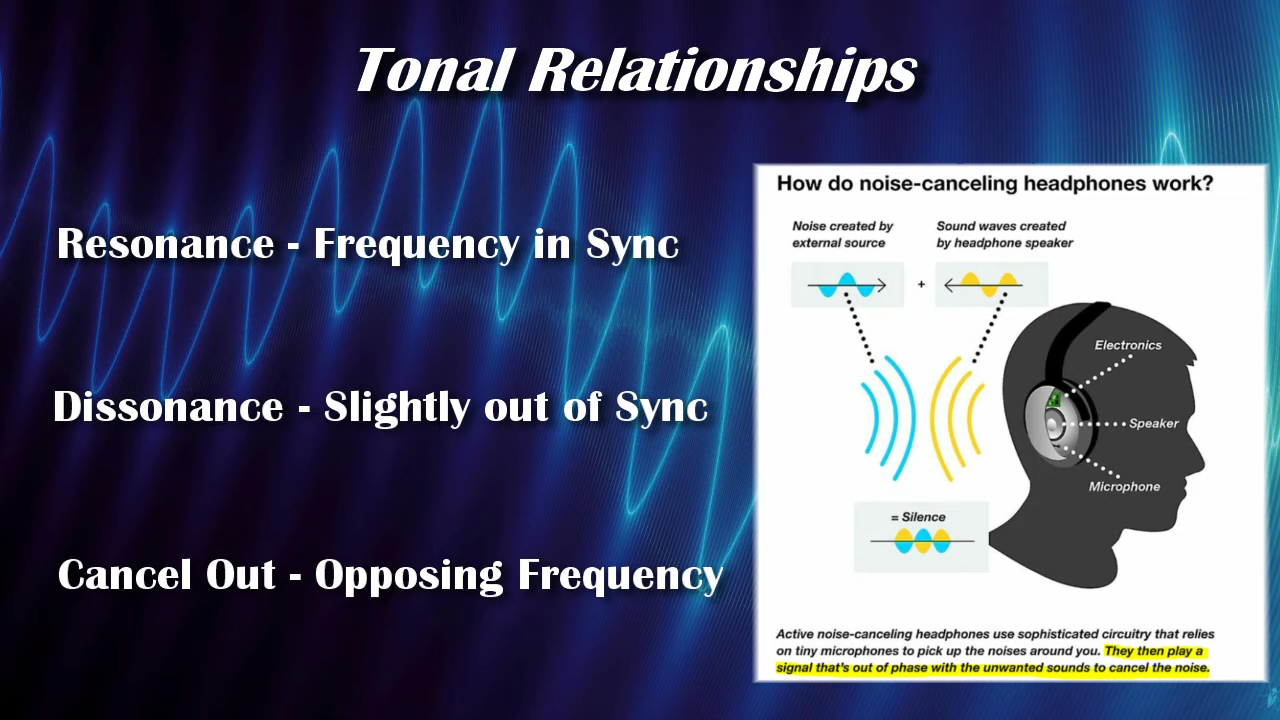 Tonal Relationships
Resonance - Frequency in Sync
Dissonance - Slightly out of Sync
Cancel Out - Opposing Frequency
How do noise-canceling headphones work?
Noise created by
external source
+
Sound waves created
by headphone speaker
Electronics
Speaker
Microphone
= Silence
Active noise-canceling headphones use sophisticated circuitry that relies
on tiny microphones to pick up the noises around you. They then play a
signal that's out of phase with the unwanted sounds to cancel the noise.